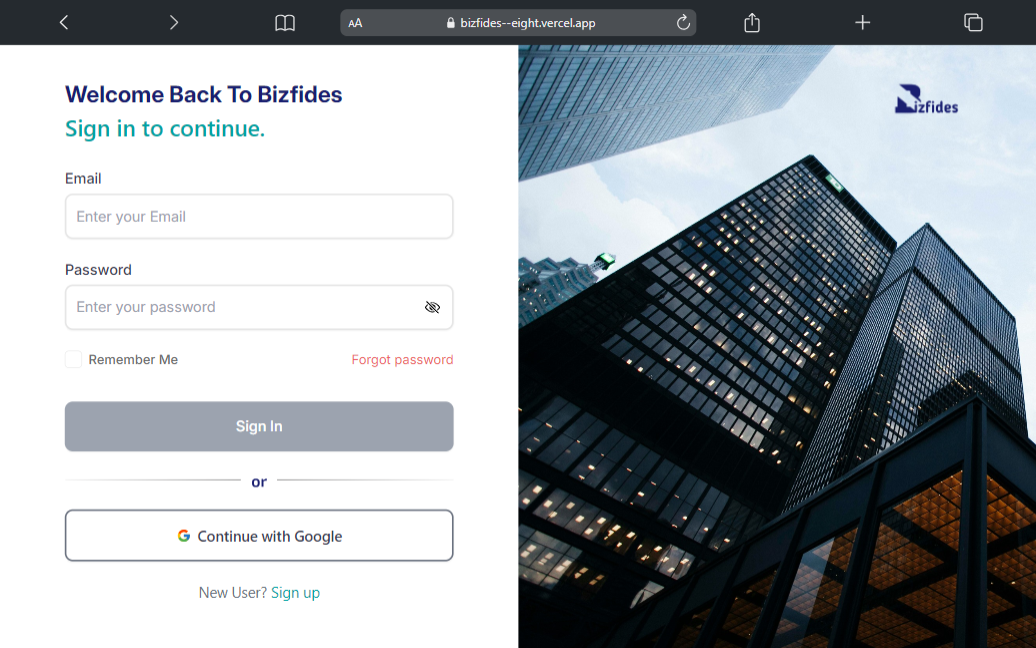 AA bizfides--eight.vercel.app
Welcome Back To Bizfides
Sign in to continue.
Email
Enter your Email
Password
Enter your password
Remember Me
Forgot password
Sign In
or
Continue with Google
New User? Sign up
Bizfides